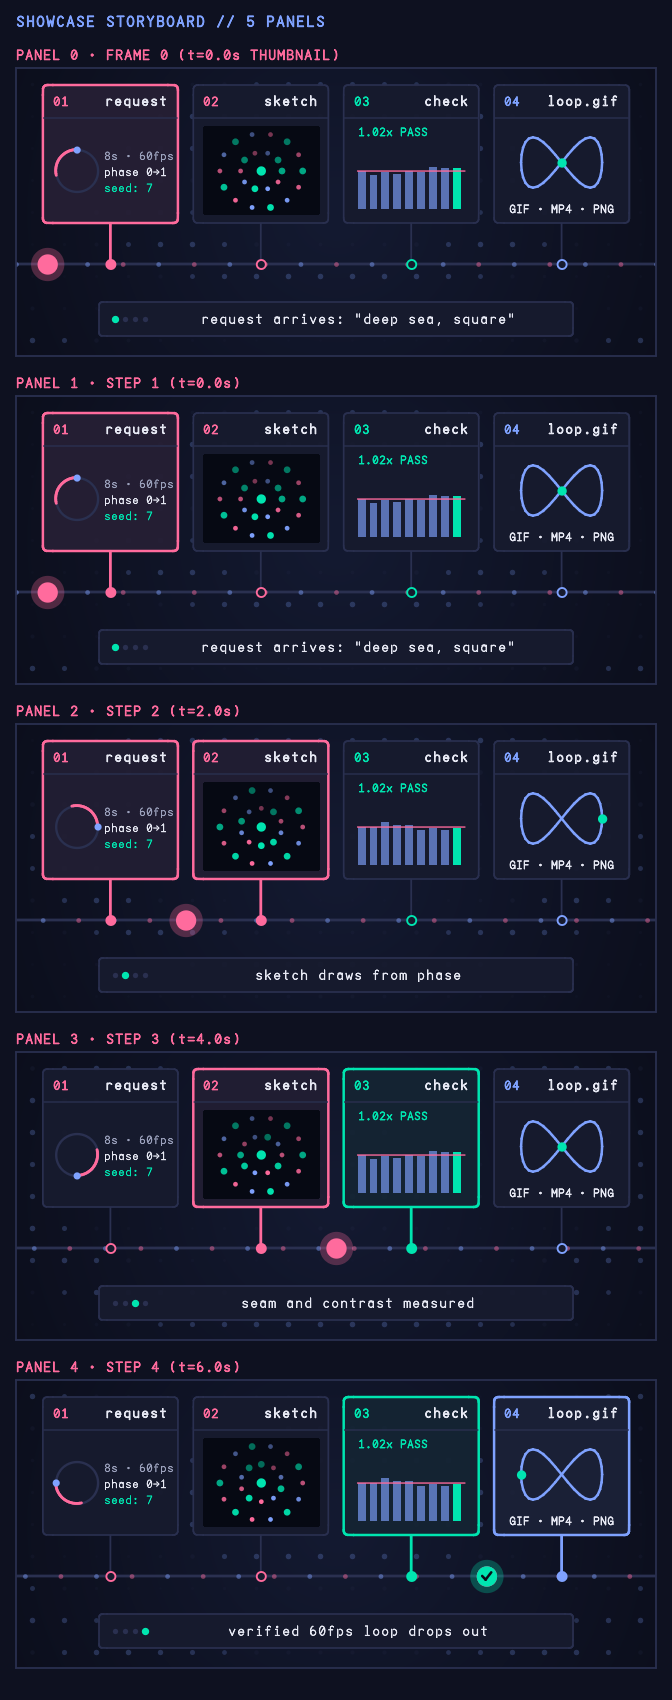 SHOWCASE STORYBOARD // 5 PANELS
PANEL 0 · FRAME 0 (t=0.0s THUMBNAIL)
01 request
02 sketch
03 check
04 loop.gif
8s · 60fps
phase 0→1
seed: 7
1.02x PASS
GIF · MP4 · PNG
request arrives: "deep sea, square"
PANEL 1 · STEP 1 (t=0.0s)
01 request
02 sketch
03 check
04 loop.gif
8s · 60fps
phase 0→1
seed: 7
1.02x PASS
GIF · MP4 · PNG
request arrives: "deep sea, square"
PANEL 2 · STEP 2 (t=2.0s)
01 request
02 sketch
03 check
04 loop.gif
8s · 60fps
phase 0→1
seed: 7
1.02x PASS
GIF · MP4 · PNG
sketch draws from phase
PANEL 3 · STEP 3 (t=4.0s)
01 request
02 sketch
03 check
04 loop.gif
8s · 60fps
phase 0→1
seed: 7
1.02x PASS
GIF · MP4 · PNG
seam and contrast measured
PANEL 4 · STEP 4 (t=6.0s)
01 request
02 sketch
03 check
04 loop.gif
8s · 60fps
phase 0→1
seed: 7
1.02x PASS
GIF · MP4 · PNG
verified 60fps loop drops out